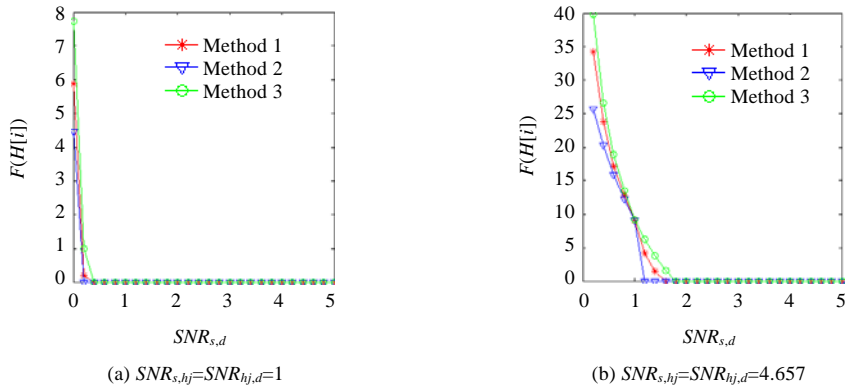 8
7
6
5
4
3
2
1
0
F(H[i])
Method 1
Method 2
Method 3
0 1 2 3 4 5
SNRs,d
(a) SNRs,hj=SNRhj,d=1
40
35
30
25
20
15
10
5
0
F(H[i])
Method 1
Method 2
Method 3
0 1 2 3 4 5
SNRs,d
(b) SNRs,hj=SNRhj,d=4.657